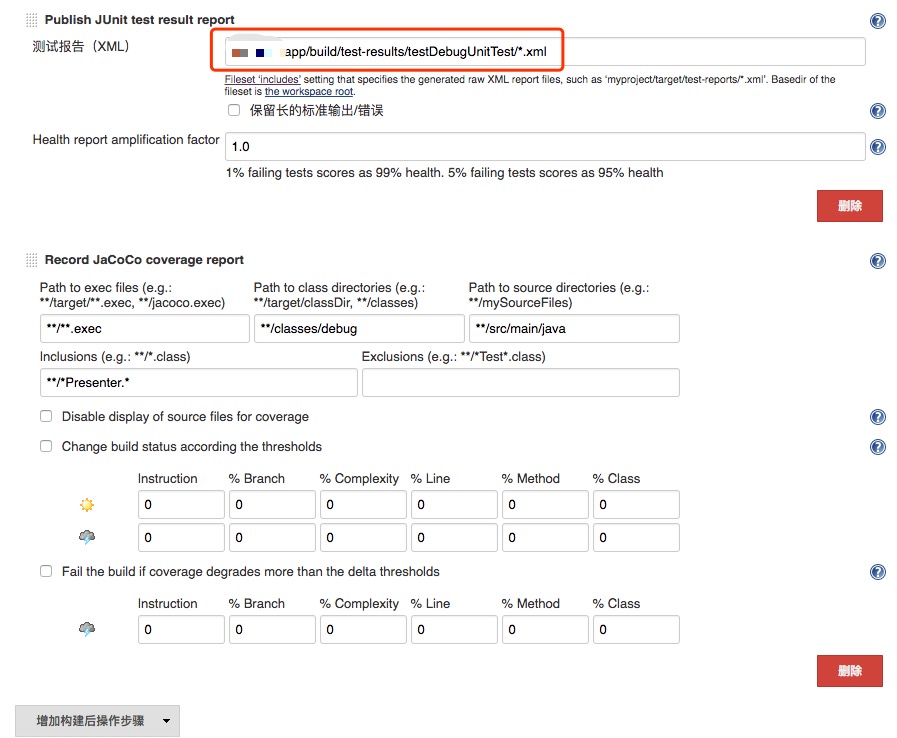 Publish JUnit test result report
测试报告（XML）
app/build/test-results/testDebugUnitTest/*.xml
Fileset ‘includes’ setting that specifies the generated raw XML report files, such as ‘myproject/target/test-reports/*.xml’. Basedir of the
fileset is the workspace root.
保留长的标准输出/错误
Health report amplification factor
1.0
1% failing tests scores as 99% health. 5% failing tests scores as 95% health
删除
Record JaCoCo coverage report
Path to exec files (e.g.: Path to class directories (e.g.: Path to source directories (e.g.:
**/target/**.exec, **/jacoco.exec) **/target/classDir, **/classes) **/mySourceFiles)
**/**.exec **/classes/debug **/src/main/java
Inclusions (e.g.: **/*.class) Exclusions (e.g.: **/*Test*.class)
**/*Presenter.*
Disable display of source files for coverage
Change build status according the thresholds
Instruction % Branch % Complexity % Line % Method % Class
0 0 0 0 0 0
0 0 0 0 0 0
Fail the build if coverage degrades more than the delta thresholds
Instruction % Branch % Complexity % Line % Method % Class
0 0 0 0 0 0
删除
增加构建后操作步骤